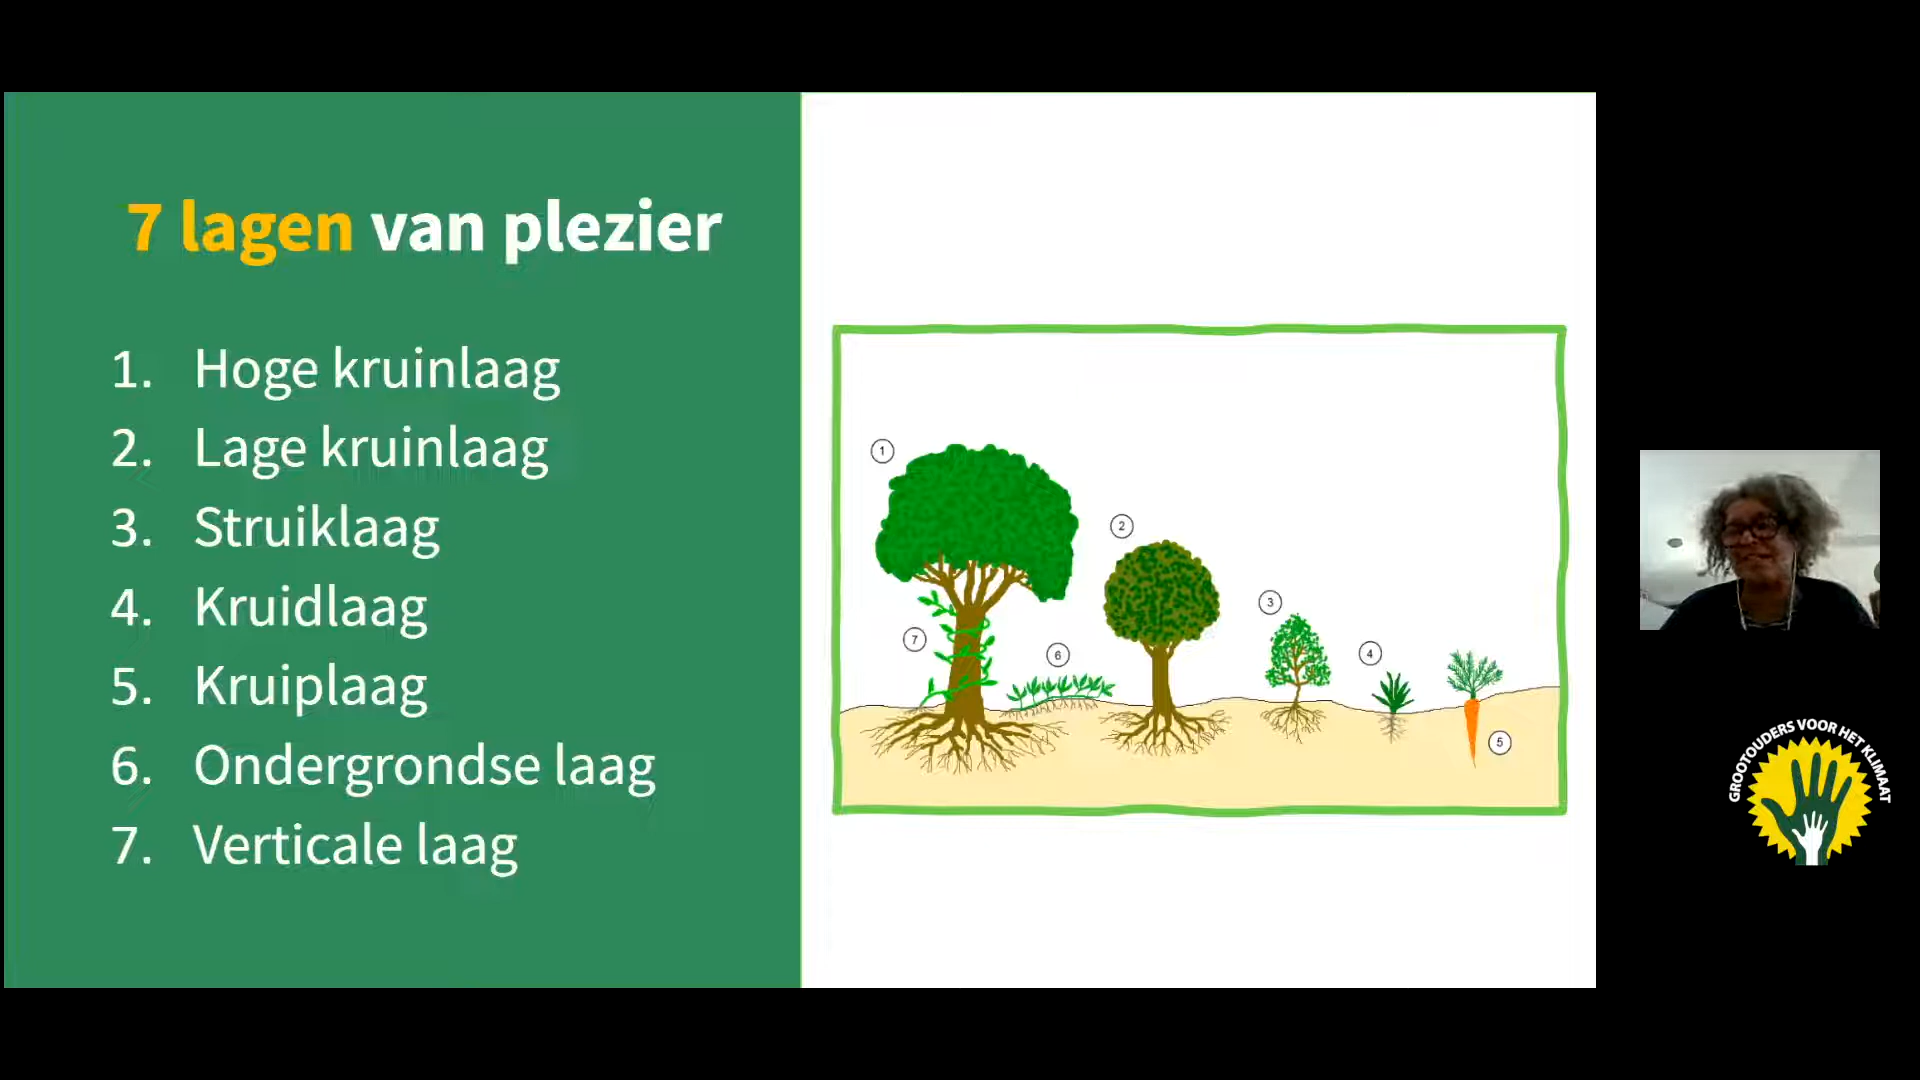 7 lagen van plezier
1. Hoge kruinlaag
2. Lage kruinlaag
3. Struiklaag
4. Kruidlaag
5. Kruiplaag
6. Ondergrondse laag
7. Verticale laag
1
2
3
4
7
6
5
GROOTOUDERS VOOR HET KLIMAAT